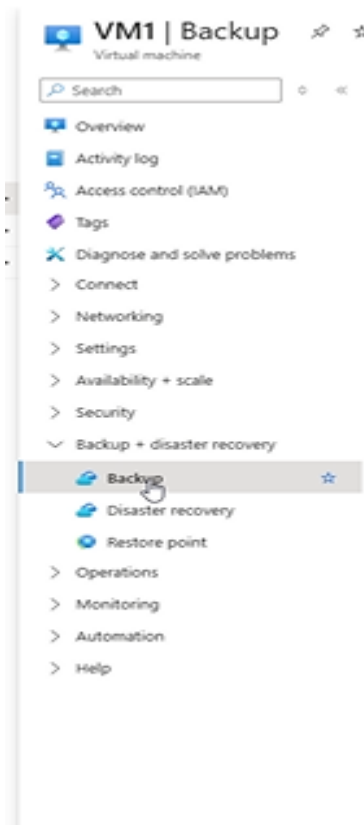 VM1 | Backup
Virtual machine
Search
Overview
Activity log
Access control (IAM)
Tags
Diagnose and solve problems
Connect
Networking
Settings
Availability + scale
Security
Backup + disaster recovery
Backup
Disaster recovery
Restore point
Operations
Monitoring
Automation
Help